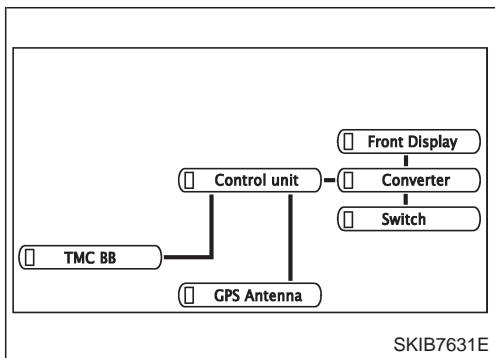 Front Display
Control unit
Converter
Switch
TMC BB
GPS Antenna
SKIB7631E